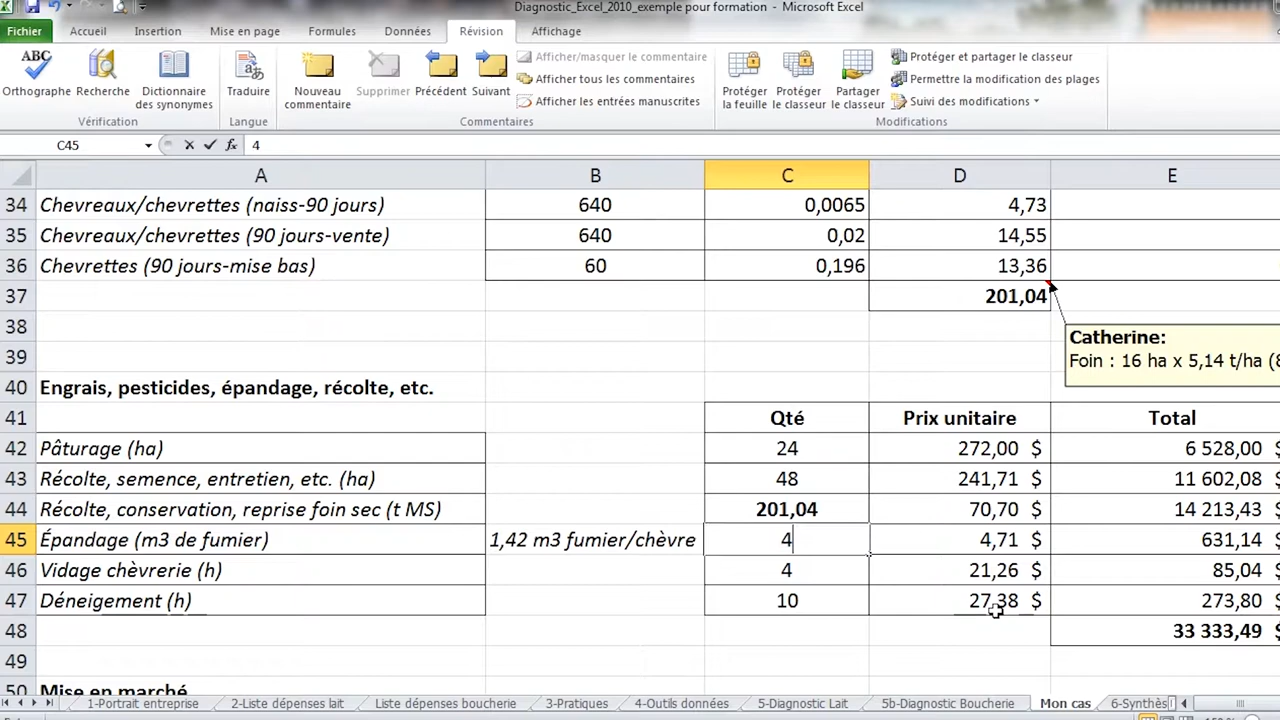 Diagnostic_Excel_2010_exemple pour formation - Microsoft Excel
Fichier Accueil Insertion Mise en page Formules Données Révision Affichage
ABC
Orthographe Recherche Dictionnaire des synonymes Traduire Nouveau commentaire Supprimer Précédent Suivant
Afficher/masquer le commentaire
Afficher tous les commentaires
Afficher les entrées manuscrites
Protéger la feuille Protéger le classeur Partager le classeur
Protéger et partager le classeur
Permettre la modification des plages
Suivi des modifications
Vérification Langue Commentaires Modifications
C45 fx 4
A B C D E
34 Chevreaux/chevrettes (naiss-90 jours) 640 0,0065 4,73
35 Chevreaux/chevrettes (90 jours-vente) 640 0,02 14,55
36 Chevrettes (90 jours-mise bas) 60 0,196 13,36
37 201,04
38
Catherine:
39
Foin : 16 ha x 5,14 t/ha (8
40 Engrais, pesticides, épandage, récolte, etc.
41 Qté Prix unitaire Total
42 Pâturage (ha) 24 272,00 $ 6 528,00 $
43 Récolte, semence, entretien, etc. (ha) 48 241,71 $ 11 602,08 $
44 Récolte, conservation, reprise foin sec (t MS) 201,04 70,70 $ 14 213,43 $
45 Épandage (m3 de fumier) 1,42 m3 fumier/chèvre 4 4,71 $ 631,14 $
46 Vidage chèvrerie (h) 4 21,26 $ 85,04 $
47 Déneigement (h) 10 27,38 $ 273,80 $
48 33 333,49 $
49
50 Mise en marché
1-Portrait entreprise 2-Liste dépenses lait Liste dépenses boucherie 3-Pratiques 4-Outils données 5-Diagnostic Lait 5b-Diagnostic Boucherie Mon cas 6-Synthès